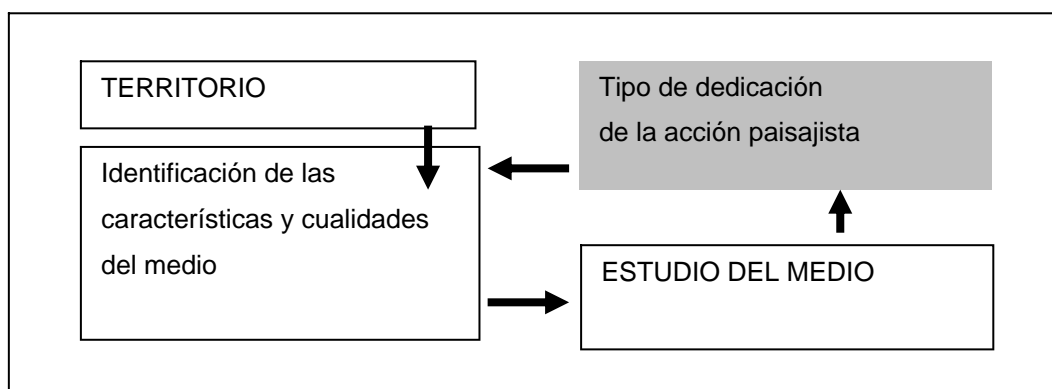 TERRITORIO
Identificación de las
características y cualidades
del medio
Tipo de dedicación
de la acción paisajista
ESTUDIO DEL MEDIO